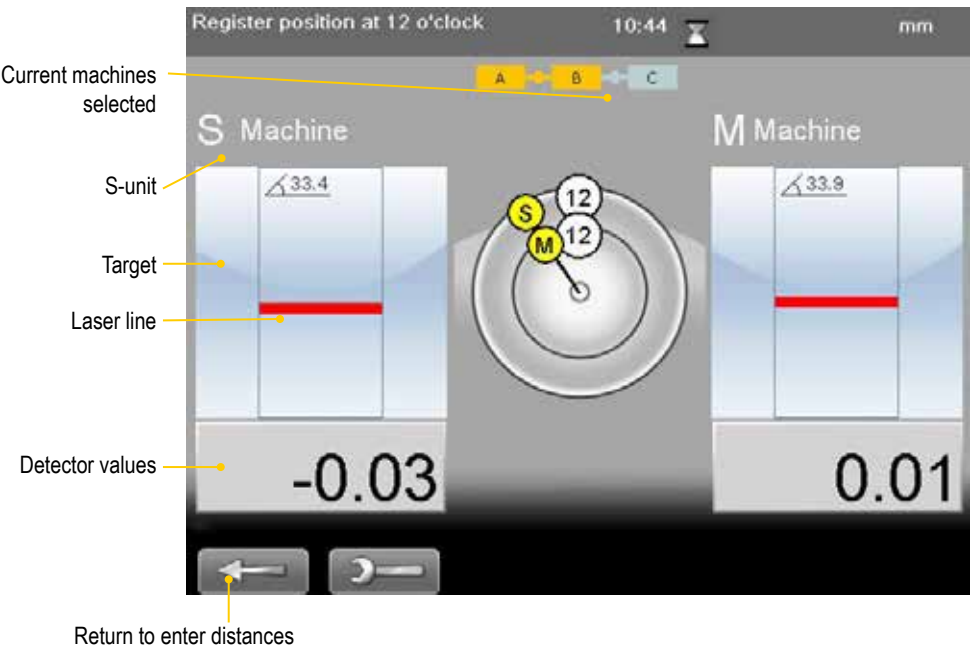 Register position at 12 o'clock 10:44 mm
Current machines
selected
A B C
S Machine
M Machine
S-unit
33.4
33.9
S 12
M 12
Target
Laser line
Detector values
-0.03
0.01
Return to enter distances